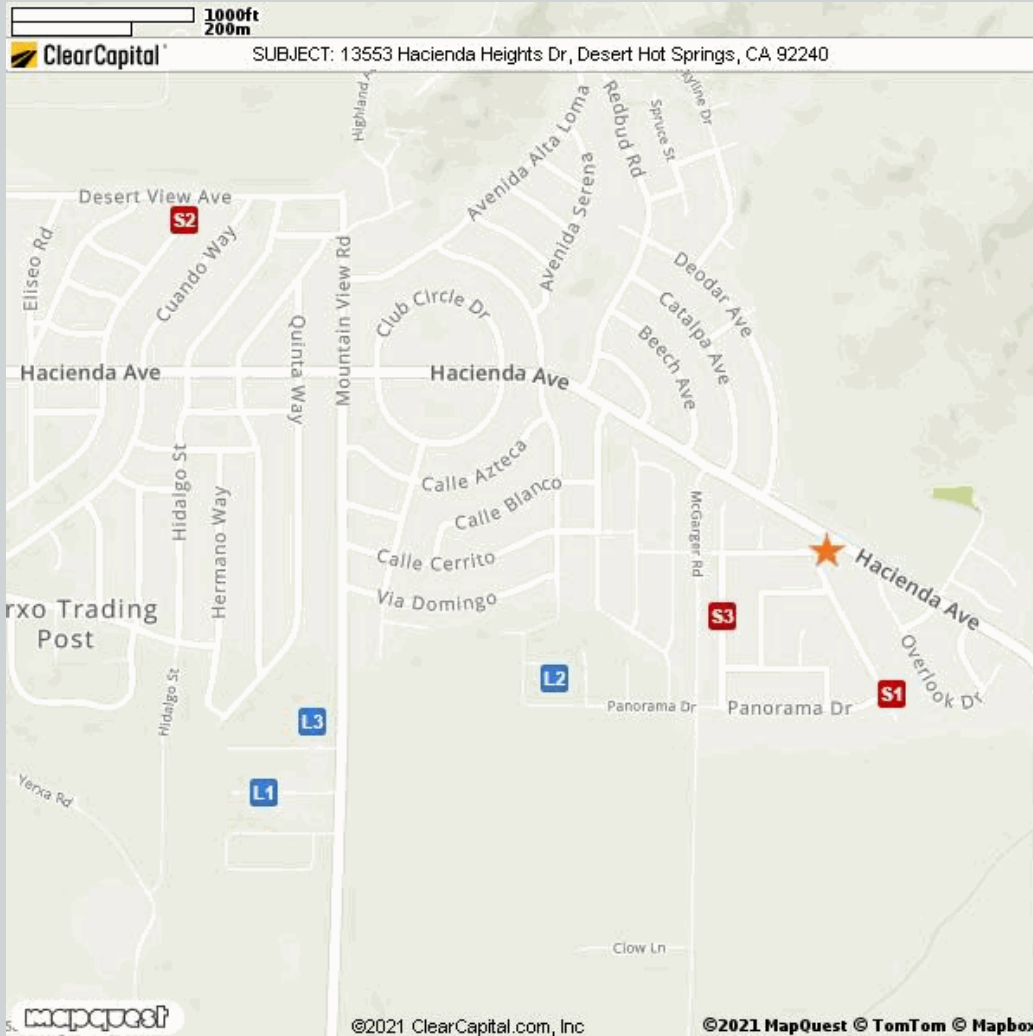 1000ft
200m
ClearCapital
SUBJECT: 13553 Hacienda Heights Dr, Desert Hot Springs, CA 92240
Highland
Avenida Alta Loma
Redbud Rd
Spruce St
yline Dr
Desert View Ave
S2
Eliseo Rd
Cuando Way
Mountain View Rd
Avenida Serena
Deodar Ave
Club Circle Dr
Catalpa Ave
Quinta Way
Beech Ave
Hacienda Ave
Hacienda Ave
Calle Azteca
Hidalgo St
Hermano Way
Calle Blanco
McGarger Rd
Calle Cerrito
Hacienda Ave
Via Domingo
rxo Trading
Post
S3
Overlook Dr
L2
S1
Hidalgo St
Panorama Dr
Panorama Dr
L3
L1
Yerxa Rd
Clow Ln
mapquest
©2021 ClearCapital.com, Inc
©2021 MapQuest © TomTom © Mapbox